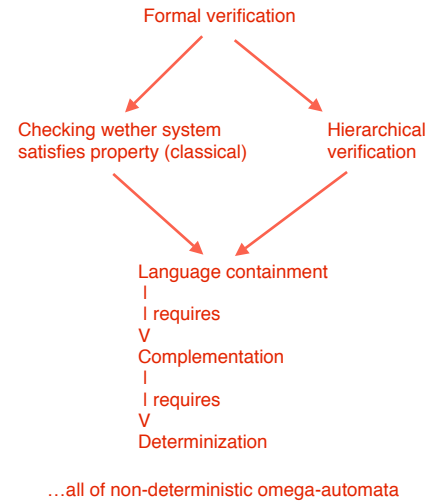 Formal verification
Checking wether system
satisfies property (classical)
Hierarchical
verification
Language containment
I
I requires
V
Complementation
I
I requires
V
Determinization
…all of non-deterministic omega-automata